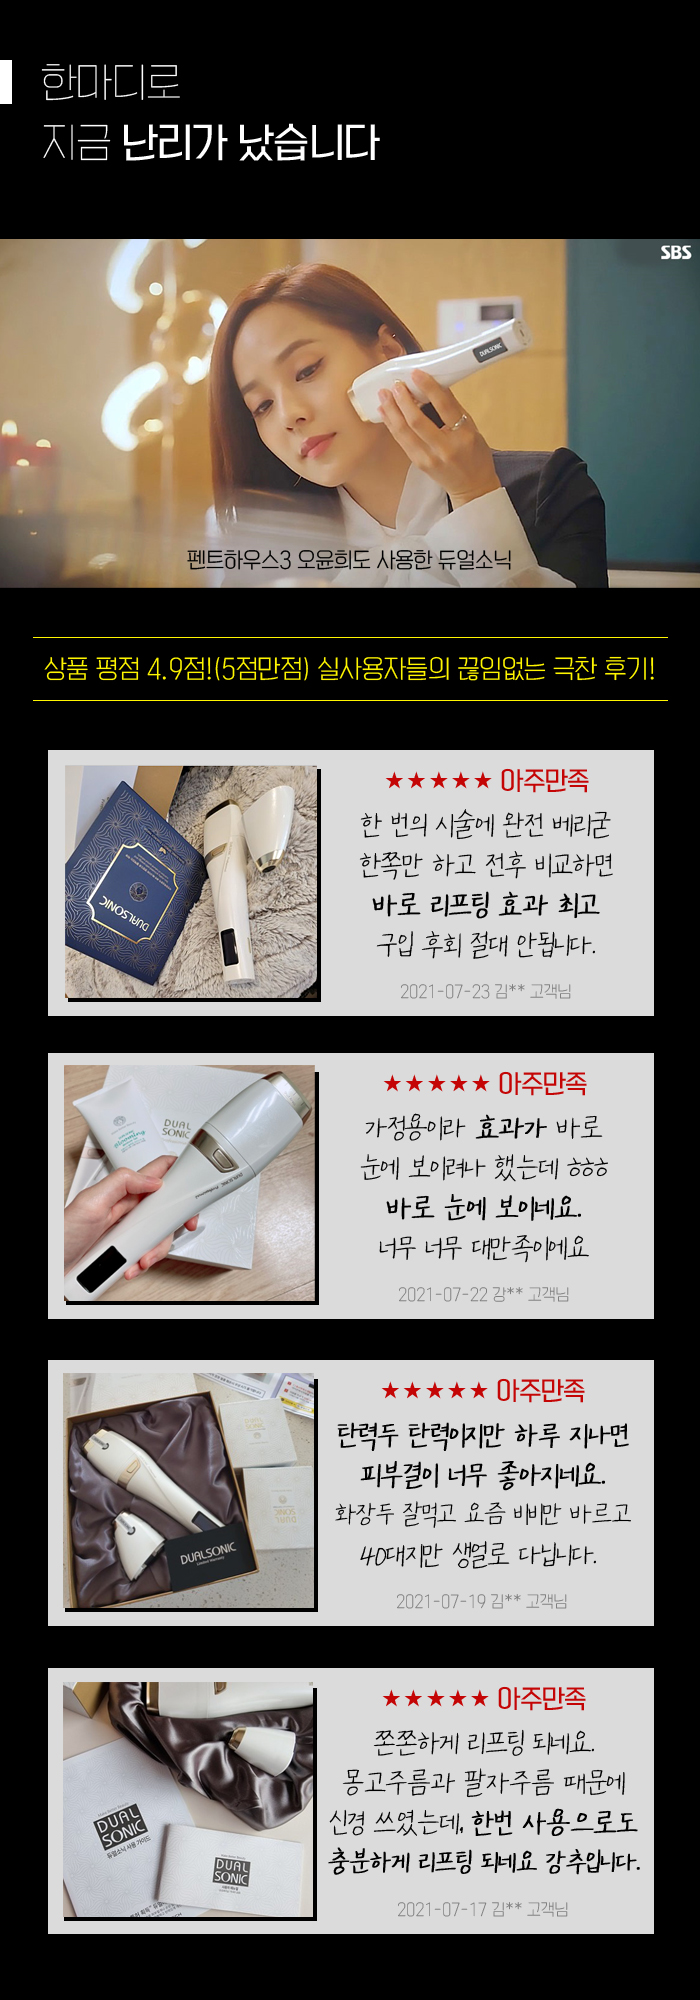 한마디로
지금 난리가 났습니다
SBS
DUALSONIC
펜트하우스3 오윤희도 사용한 듀얼소닉
상품 평점 4.9점!(5점만점) 실사용자들의 끊임없는 극찬 후기!
DUALSONIC
★★★★★ 아주만족
한 번의 시술에 완전 베리굳
한쪽만 하고 전후 비교하면
바로 리프팅 효과 최고
구입 후회 절대 안됩니다.
2021-07-23 김** 고객님
DUAL
SONIC
DUALSONIC Professional
★★★★★ 아주만족
가정용이라 효과가 바로
눈에 보이려나 했는데 ㅎㅎㅎ
바로 눈에 보이네요.
너무 너무 대만족이에요
2021-07-22 강** 고객님
DUAL
SONIC
DUALSONIC
Limited Warranty
★★★★★ 아주만족
탄력두 탄력이지만 하루 지나면
피부결이 너무 좋아지네요.
화장두 잘먹고 요즘 비비만 바르고
40대지만 생얼로 다닙니다.
2021-07-19 김** 고객님
DUAL
SONIC
듀얼소닉 사용 가이드
DUAL
SONIC
★★★★★ 아주만족
쫀쫀하게 리프팅 되네요.
몽고주름과 팔자주름 때문에
신경 쓰였는데, 한번 사용으로도
충분하게 리프팅 되네요 강추입니다.
2021-07-17 김** 고객님